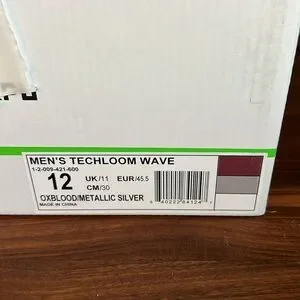 MEN'S TECHLOOM WAVE
1-2-009-421-600
12 UK/11 EUR/45.5
CM/30
OXBLOOD/METALLIC SILVER
MADE IN CHINA